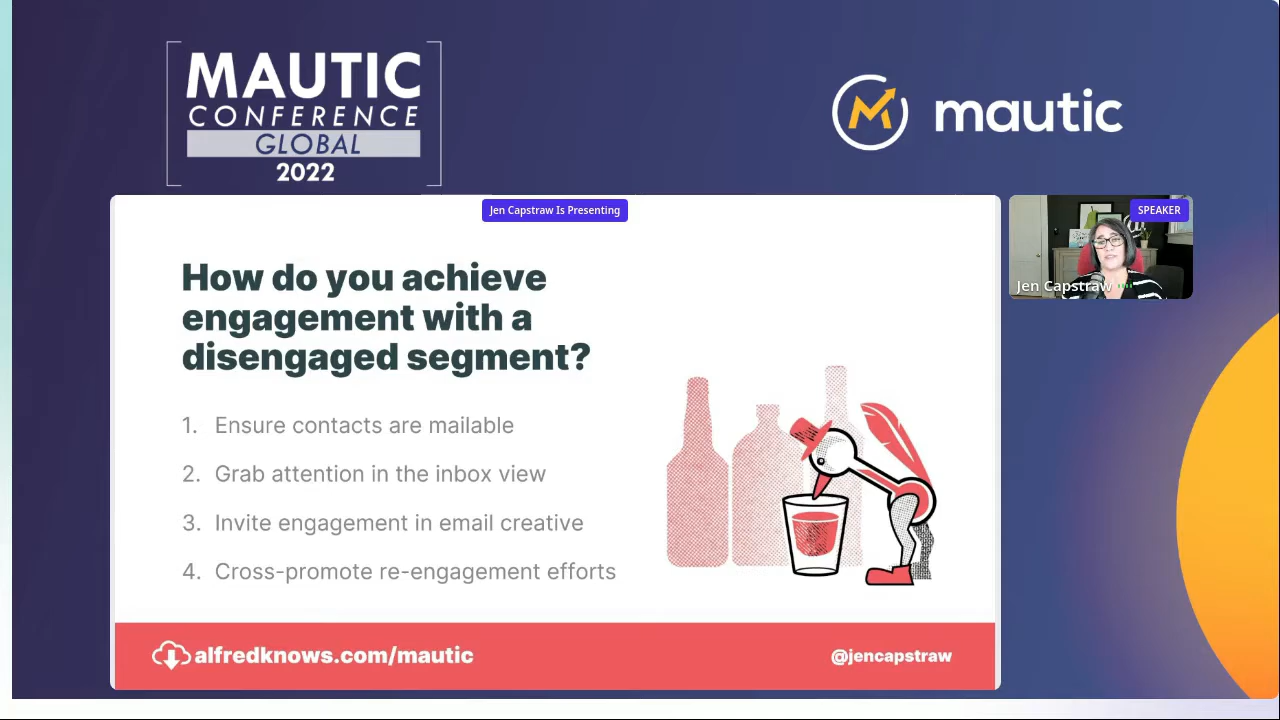 MAUTIC
CONFERENCE
GLOBAL
2022
mautic
Jen Capstraw Is Presenting
SPEAKER
Jen Capstraw
How do you achieve
engagement with a
disengaged segment?
1. Ensure contacts are mailable
2. Grab attention in the inbox view
3. Invite engagement in email creative
4. Cross-promote re-engagement efforts
alfredknows.com/mautic
@jencapstraw